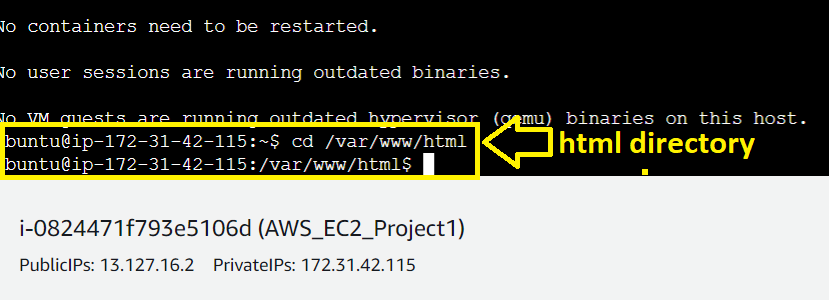 No containers need to be restarted.
No user sessions are running outdated binaries.
No VM guests are running outdated hypervisor (qemu) binaries on this host.
buntu@ip-172-31-42-115:~$ cd /var/www/html
html directory
buntu@ip-172-31-42-115:/var/www/html$
i-0824471f793e5106d (AWS_EC2_Project1)
PublicIPs: 13.127.16.2 PrivateIPs: 172.31.42.115